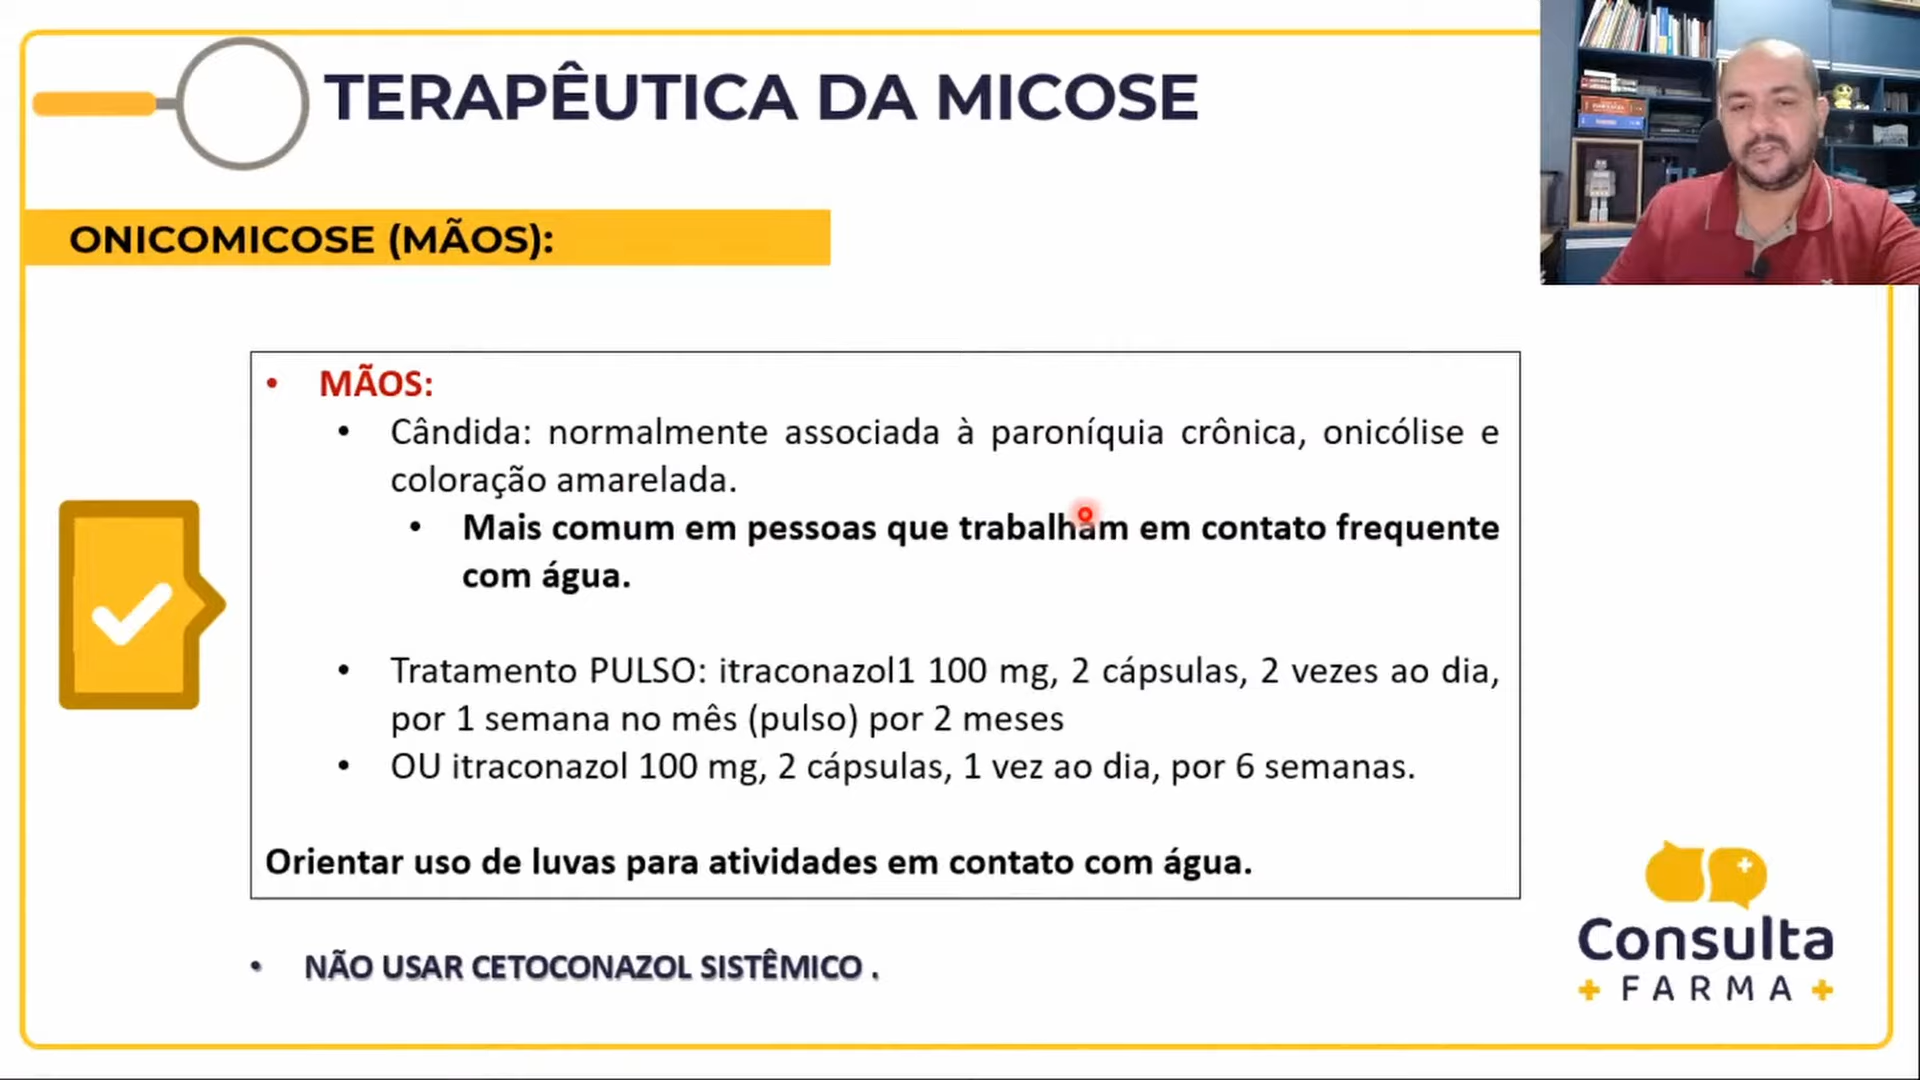 TERAPÊUTICA DA MICOSE
ONICOMICOSE (MÃOS):
• MÃOS:
• Cândida: normalmente associada à paroníquia crônica, onicólise e
coloração amarelada.
• Mais comum em pessoas que trabalham em contato frequente
com água.
• Tratamento PULSO: itraconazol1 100 mg, 2 cápsulas, 2 vezes ao dia,
por 1 semana no mês (pulso) por 2 meses
• OU itraconazol 100 mg, 2 cápsulas, 1 vez ao dia, por 6 semanas.
Orientar uso de luvas para atividades em contato com água.
• NÃO USAR CETOCONAZOL SISTÊMICO .
Consulta
+ FARMA +